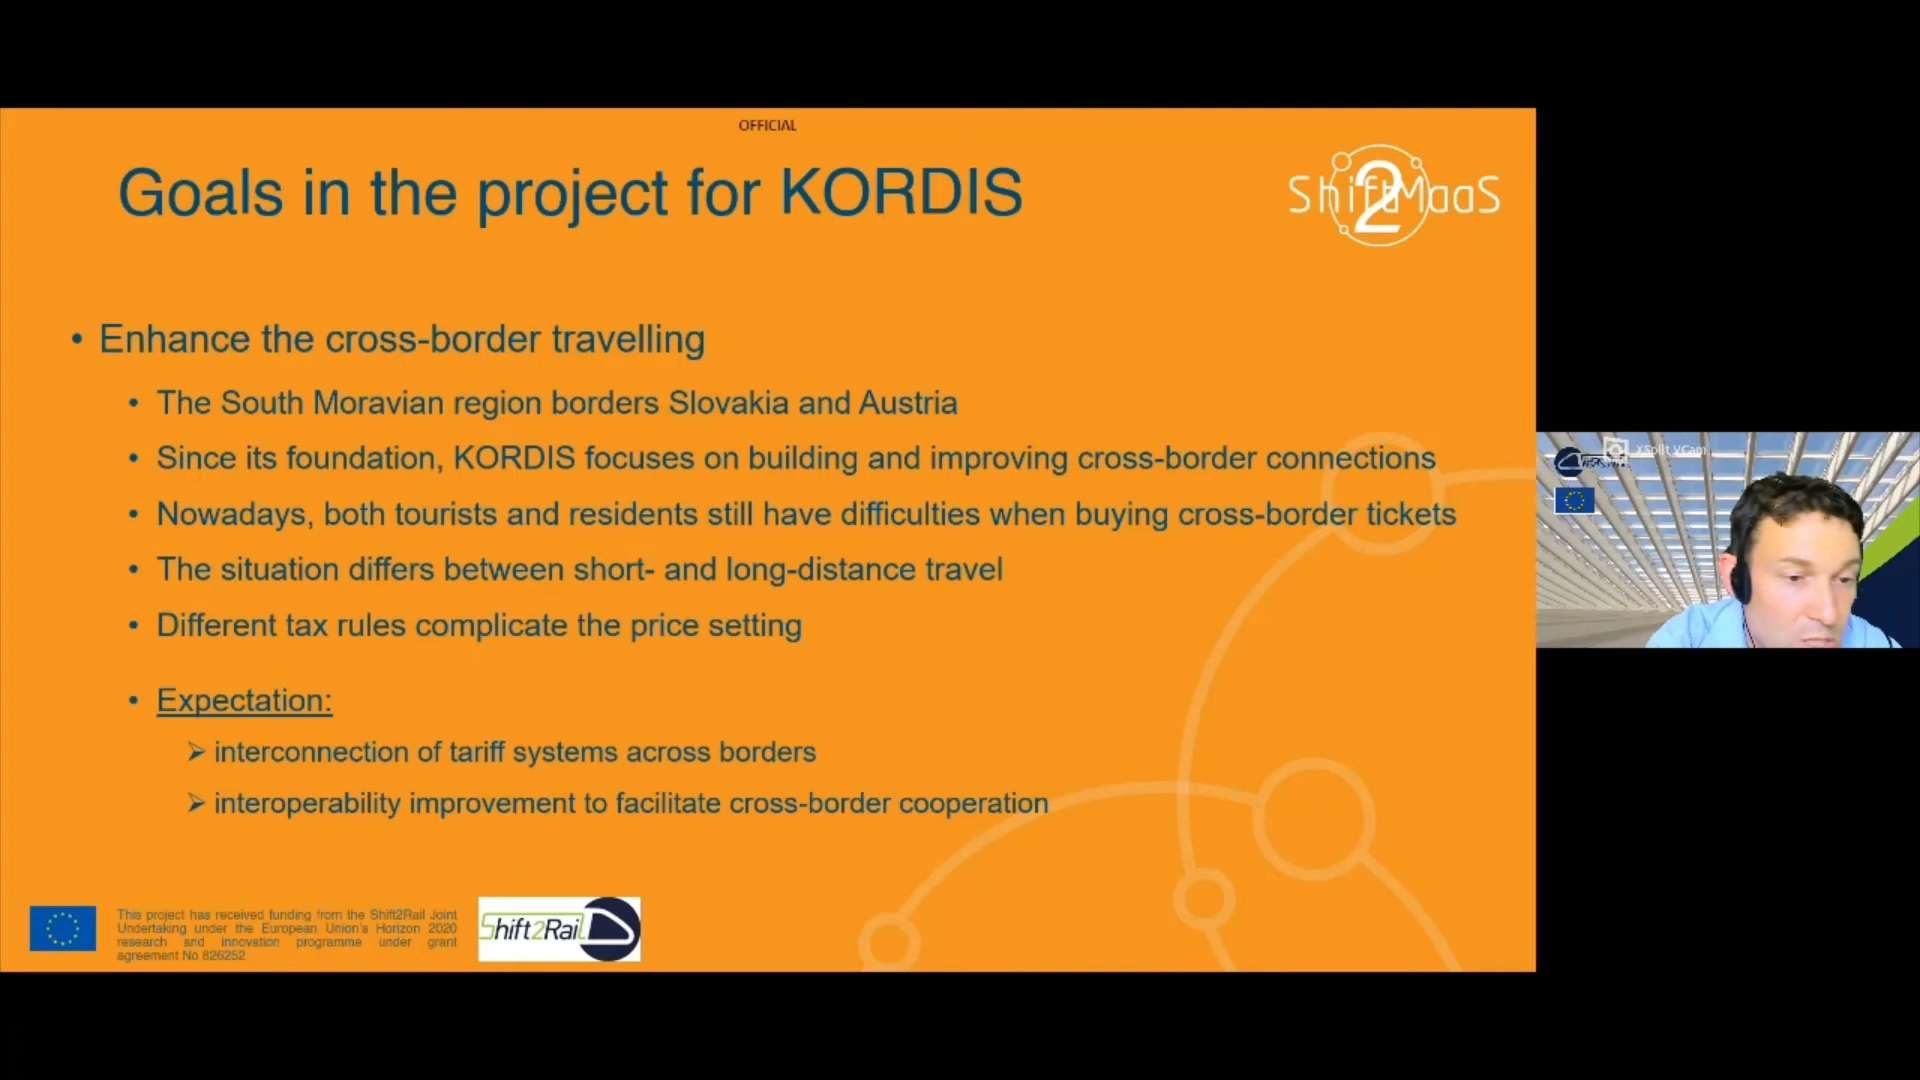 OFFICIAL
Goals in the project for KORDIS
Shift2MaaS
• Enhance the cross-border travelling
• The South Moravian region borders Slovakia and Austria
• Since its foundation, KORDIS focuses on building and improving cross-border connections
• Nowadays, both tourists and residents still have difficulties when buying cross-border tickets
• The situation differs between short- and long-distance travel
• Different tax rules complicate the price setting
• Expectation:
➢ interconnection of tariff systems across borders
➢ interoperability improvement to facilitate cross-border cooperation
This project has received funding from the Shift2Rail Joint
Undertaking under the European Union's Horizon 2020
research and innovation programme under grant
agreement No 826252
Shift2Rail
XSplit VCam